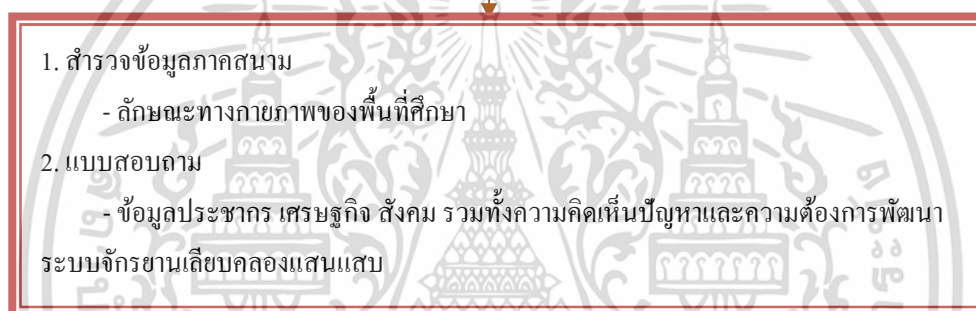 1. สำรวจข้อมูลภาคสนาม
- ลักษณะทางกายภาพของพื้นที่ศึกษา
2. แบบสอบถาม
- ข้อมูลประชากร เศรษฐกิจ สังคม รวมทั้งความคิดเห็นปัญหาและความต้องการพัฒนา
ระบบจักรยานเลียบคลองแสนแสบ